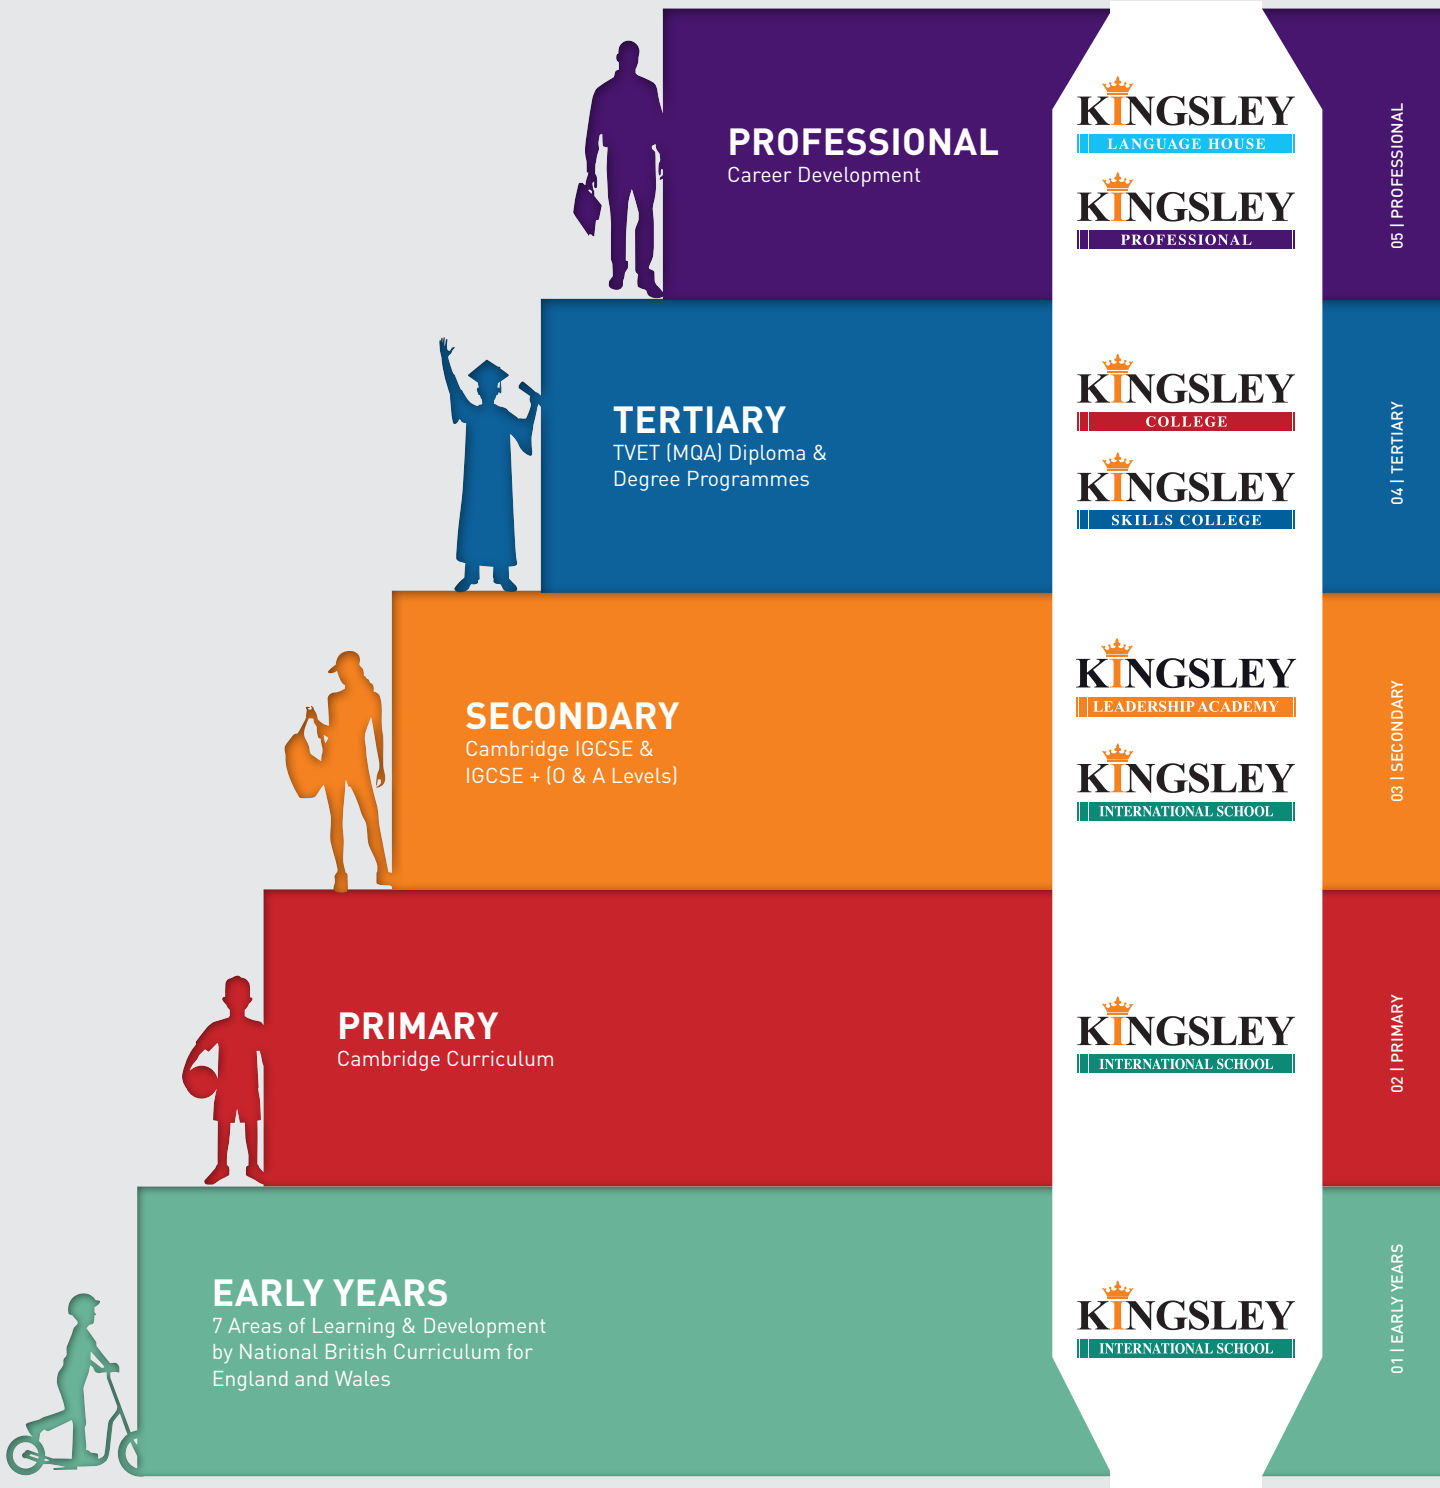 PROFESSIONAL
Career Development
KINGSLEY
LANGUAGE HOUSE
KINGSLEY
PROFESSIONAL
05 | PROFESSIONAL
TERTIARY
TVET (MQA) Diploma &
Degree Programmes
KINGSLEY
COLLEGE
KINGSLEY
SKILLS COLLEGE
04 | TERTIARY
SECONDARY
Cambridge IGCSE &
IGCSE + (O & A Levels)
KINGSLEY
LEADERSHIP ACADEMY
KINGSLEY
INTERNATIONAL SCHOOL
03 | SECONDARY
PRIMARY
Cambridge Curriculum
KINGSLEY
INTERNATIONAL SCHOOL
02 | PRIMARY
EARLY YEARS
7 Areas of Learning & Development
by National British Curriculum for
England and Wales
KINGSLEY
INTERNATIONAL SCHOOL
01 | EARLY YEARS